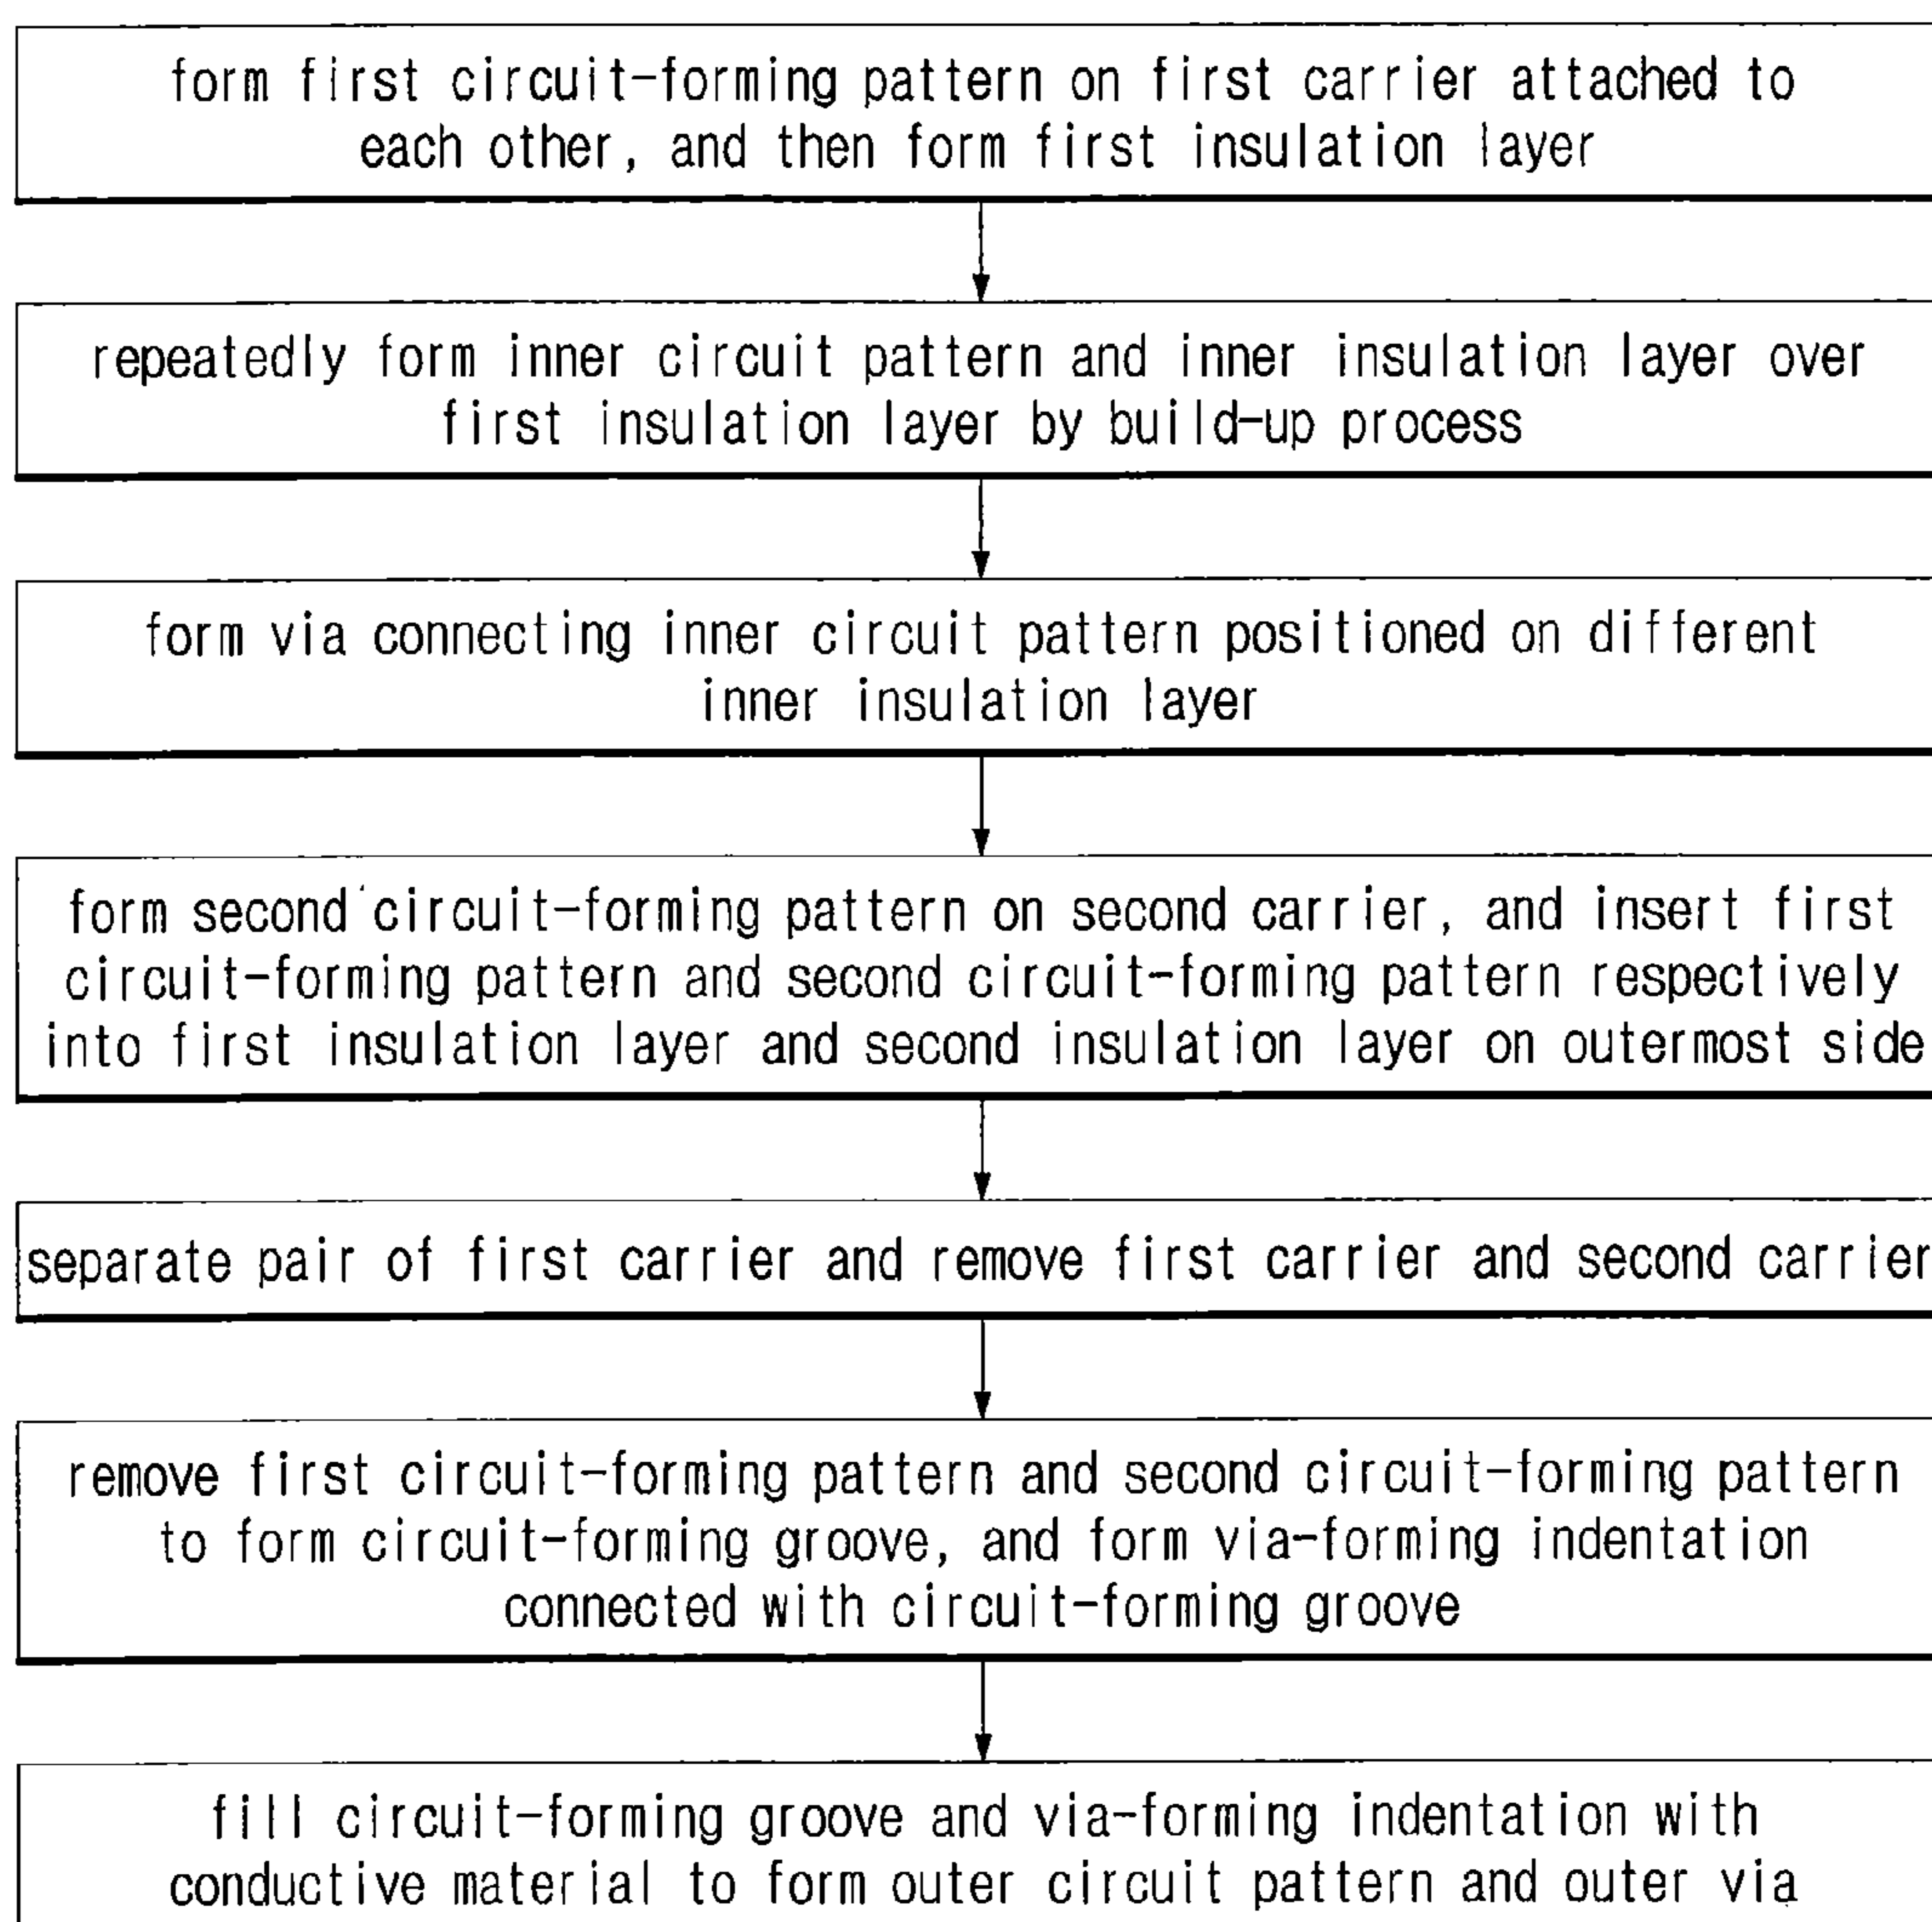 form first circuit-forming pattern on first carrier attached to
each other, and then form first insulation layer
repeatedly form inner circuit pattern and inner insulation layer over
first insulation layer by build-up process
form via connecting inner circuit pattern positioned on different
inner insulation layer
form second circuit-forming pattern on second carrier, and insert first
circuit-forming pattern and second circuit-forming pattern respectively
into first insulation layer and second insulation layer on outermost side
separate pair of first carrier and remove first carrier and second carrier
remove first circuit-forming pattern and second circuit-forming pattern
to form circuit-forming groove, and form via-forming indentation
connected with circuit-forming groove
fill circuit-forming groove and via-forming indentation with
conductive material to form outer circuit pattern and outer via